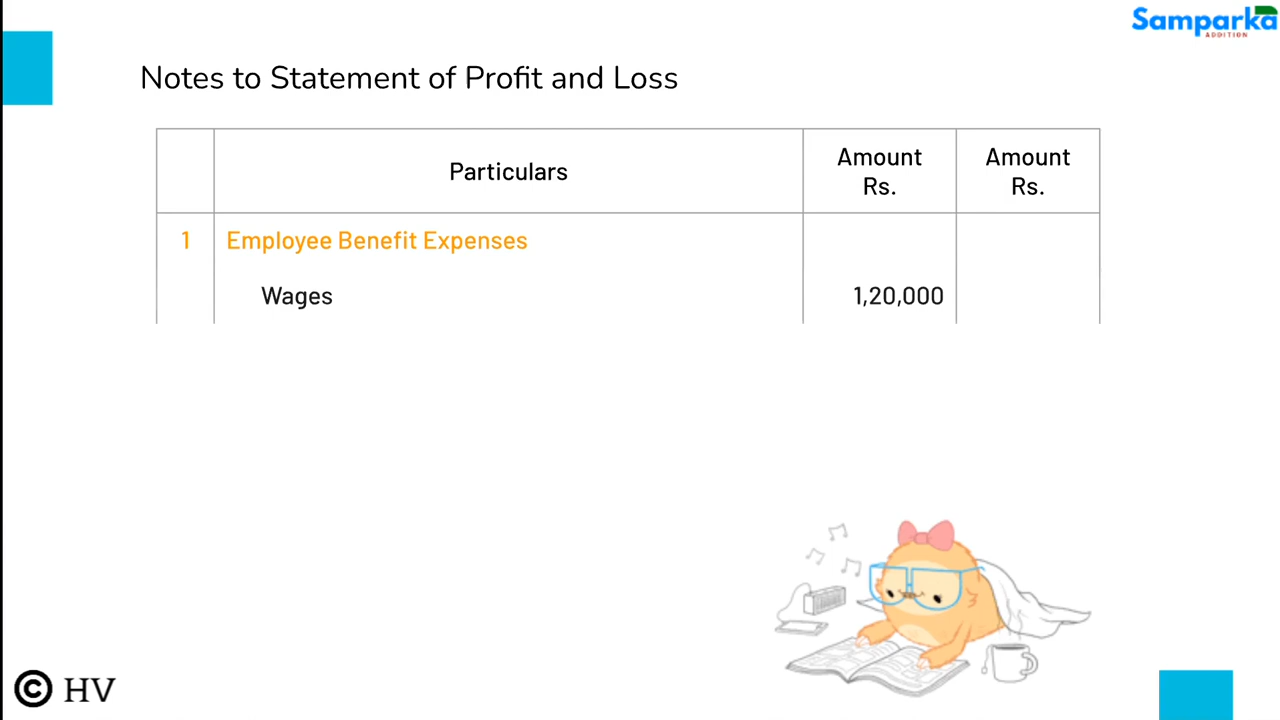 Samparka
ADDITION
Notes to Statement of Profit and Loss
Particulars
Amount
Rs.
Amount
Rs.
1 Employee Benefit Expenses
Wages 1,20,000
© HV